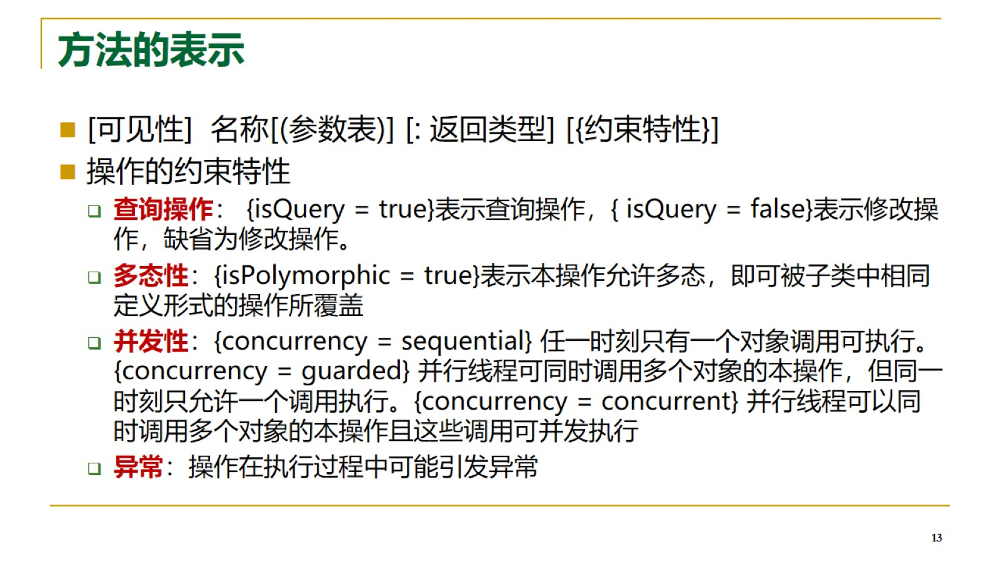 方法的表示
[可见性] 名称[(参数表)] [: 返回类型] [{约束特性}]
操作的约束特性
查询操作： {isQuery = true}表示查询操作，{ isQuery = false}表示修改操
作，缺省为修改操作。
多态性：{isPolymorphic = true}表示本操作允许多态，即可被子类中相同
定义形式的操作所覆盖
并发性：{concurrency = sequential} 任一时刻只有一个对象调用可执行。
{concurrency = guarded} 并行线程可同时调用多个对象的本操作，但同一
时刻只允许一个调用执行。{concurrency = concurrent} 并行线程可以同
时调用多个对象的本操作且这些调用可并发执行
异常：操作在执行过程中可能引发异常
13